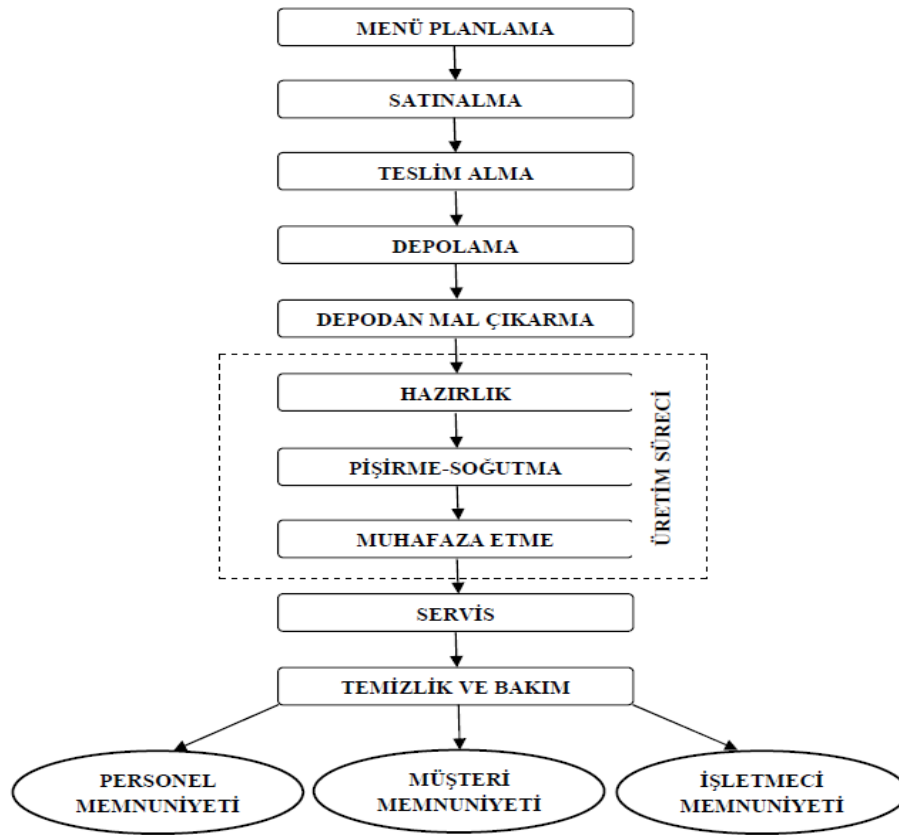 MENÜ PLANLAMA
SATINALMA
TESLİM ALMA
DEPOLAMA
DEPODAN MAL ÇIKARMA
HAZIRLIK
PİŞİRME-SOĞUTMA
MUHAFAZA ETME
ÜRETİM SÜRECİ
SERVİS
TEMİZLİK VE BAKIM
PERSONEL
MEMNUNİYETİ
MÜŞTERİ
MEMNUNİYETİ
İŞLETMECİ
MEMNUNİYETİ